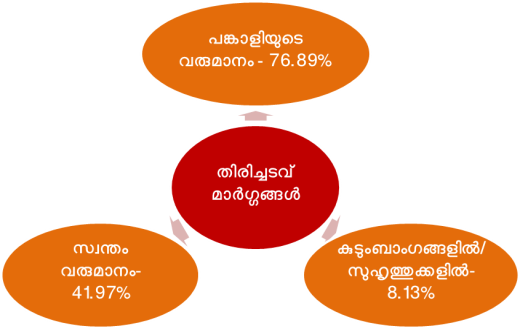 പങ്കാളിയുടെ
വരുമാനം - 76.89%
തിരിച്ചടവ്
മാർഗ്ഗങ്ങൾ
സ്വന്തം
വരുമാനം-
41.97%
കുടുംബാംഗങ്ങളിൽ/
സുഹൃത്തുക്കളിൽ-
8.13%